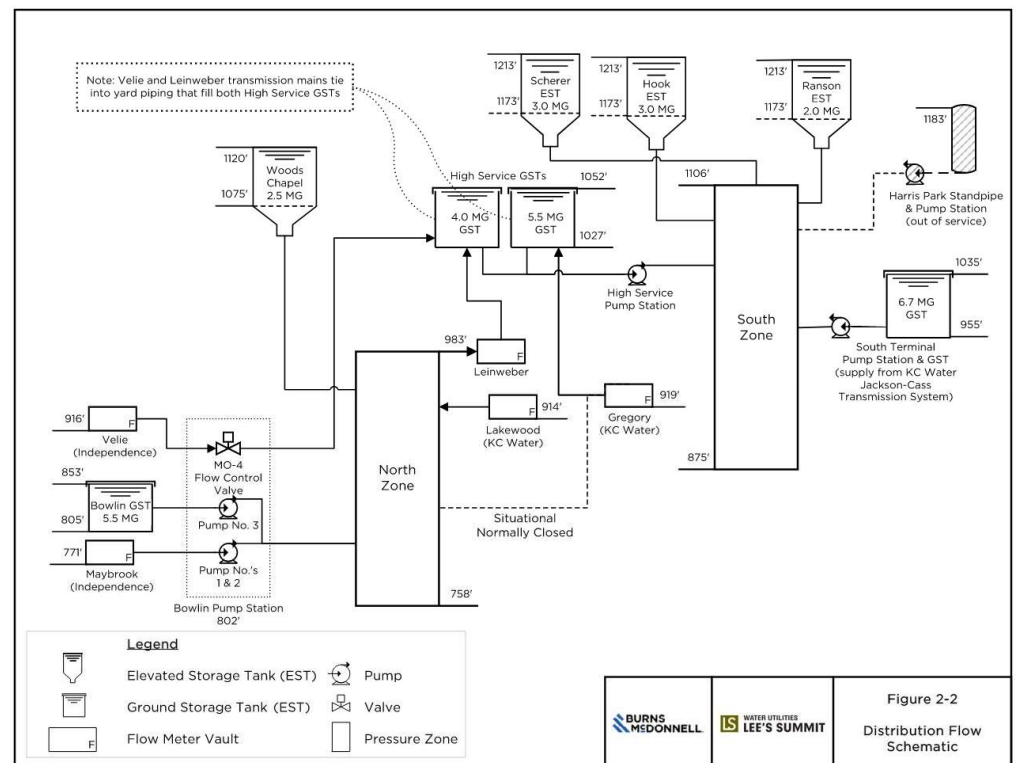 Note: Velie and Leinweber transmission mains tie
into yard piping that fill both High Service GSTs
1213'
Scherer
EST
3.0 MG
1173'
1213'
Hook
EST
3.0 MG
1173'
1213'
Ranson
EST
2.0 MG
1173'
1183'
Harris Park Standpipe
& Pump Station
(out of service)
1120'
Woods
Chapel
2.5 MG
1075'
High Service GSTs
1052'
4.0 MG
GST
5.5 MG
GST
1027'
1106'
High Service
Pump Station
South
Zone
875'
1035'
6.7 MG
GST
955'
South Terminal
Pump Station & GST
(supply from KC Water
Jackson-Cass
Transmission System)
983'
F
Leinweber
F
914'
Lakewood
(KC Water)
F
919'
Gregory
(KC Water)
916'
F
Velie
(Independence)
MO-4
Flow Control
Valve
853'
Bowlin GST
5.5 MG
805'
Pump No. 3
771'
F
Maybrook
(Independence)
Pump No.'s
1 & 2
Bowlin Pump Station
802'
North
Zone
758'
Situational
Normally Closed
Legend
Elevated Storage Tank (EST)
Pump
Ground Storage Tank (EST)
Valve
F
Flow Meter Vault
Pressure Zone
BURNS
McDONNELL
LS WATER UTILITIES
LEE'S SUMMIT
Figure 2-2
Distribution Flow
Schematic